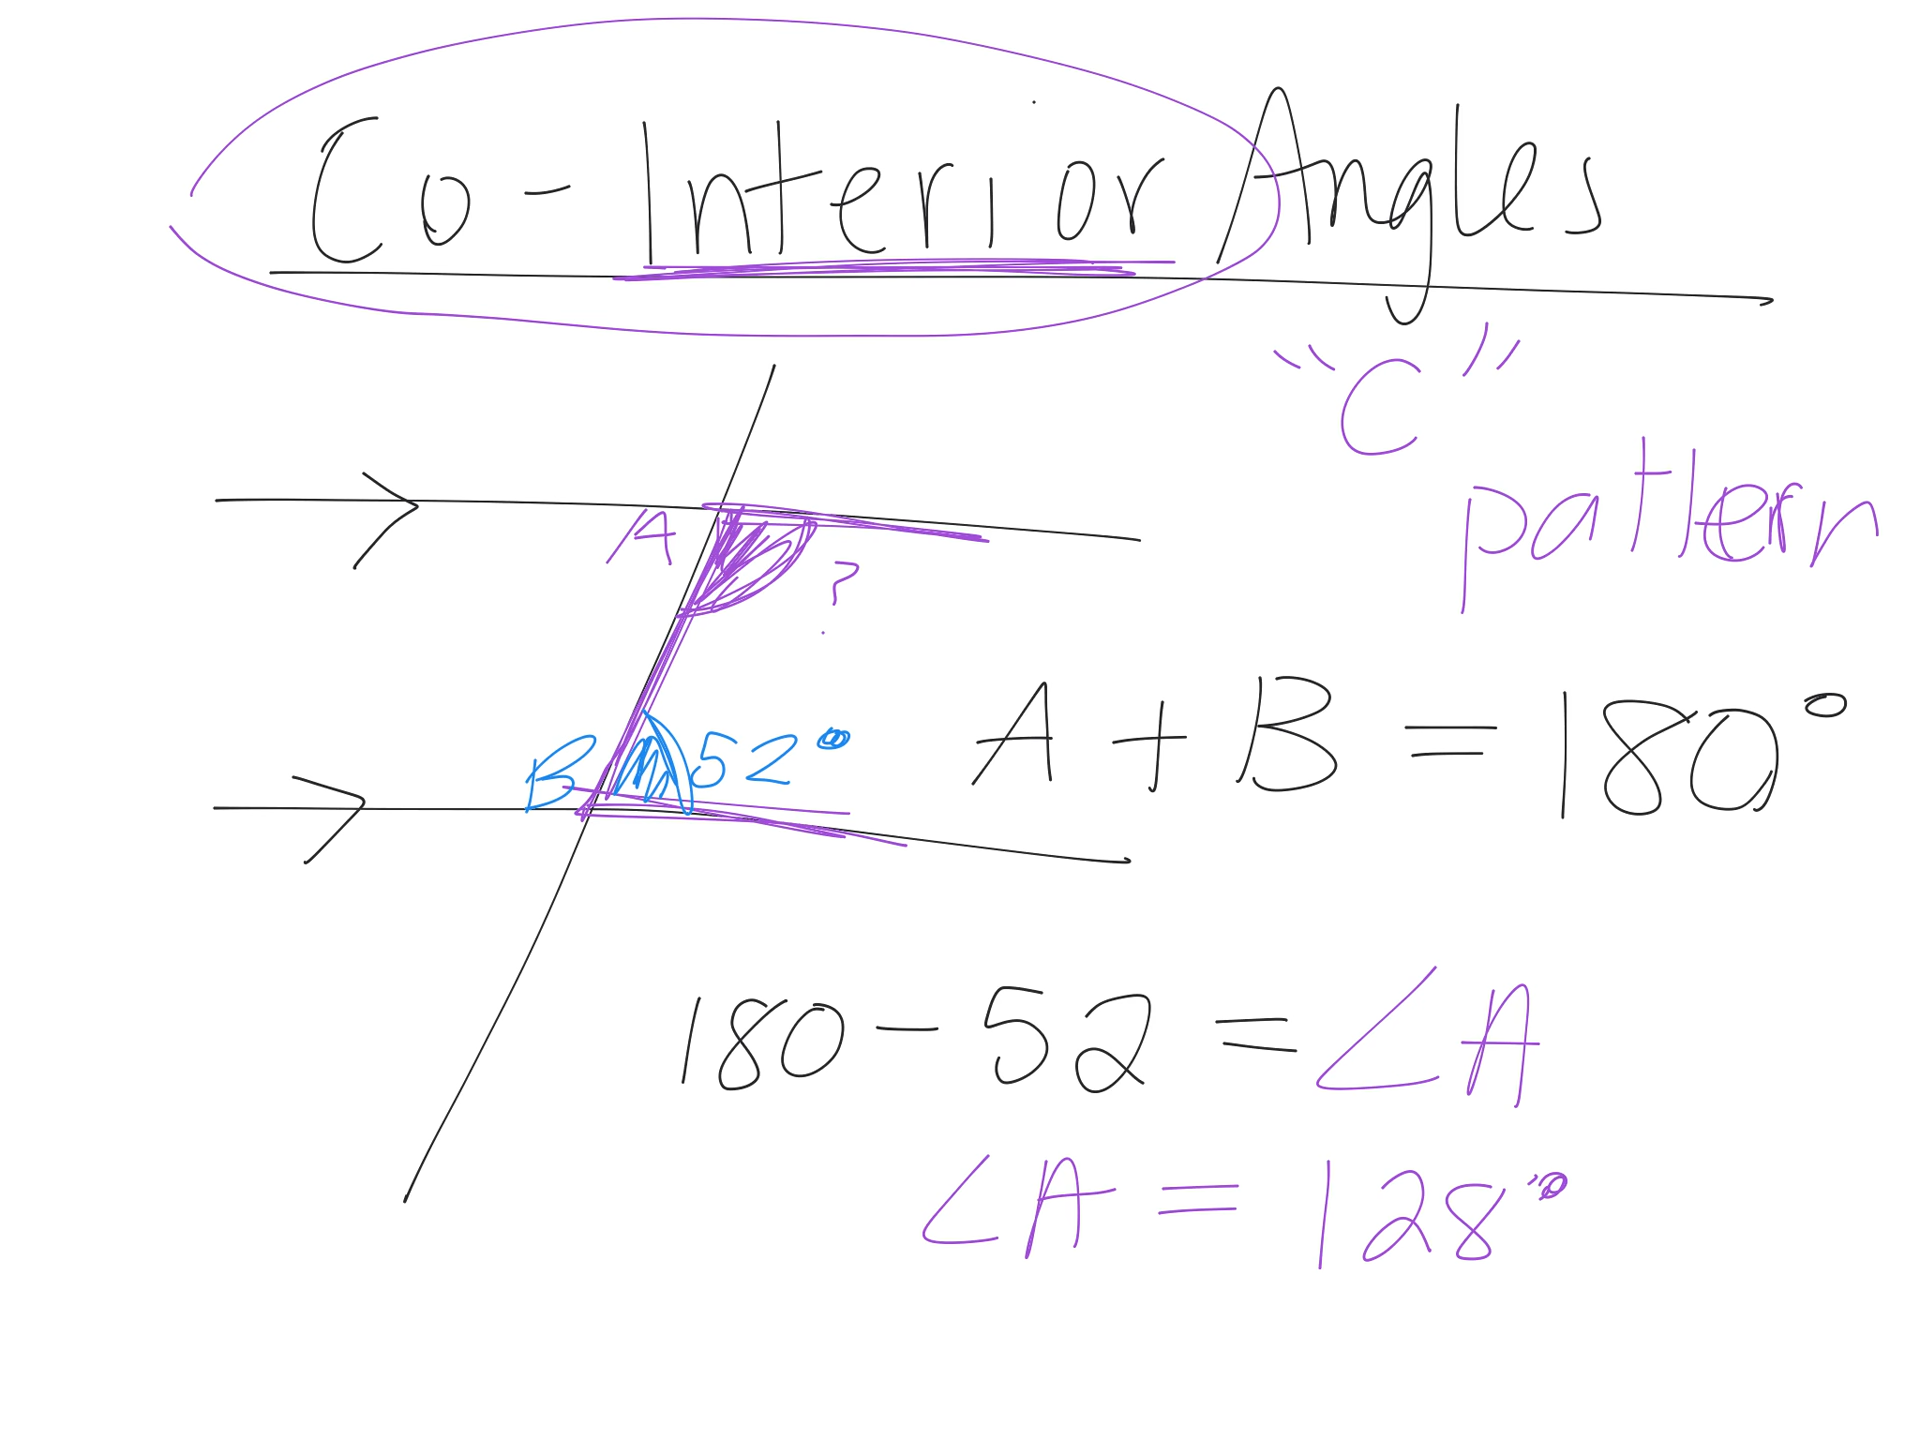 Co-Interior Angles
"C"
pattern
A
?
A + B = 180°
B 52°
180 - 52 = ∠A
∠A = 128°